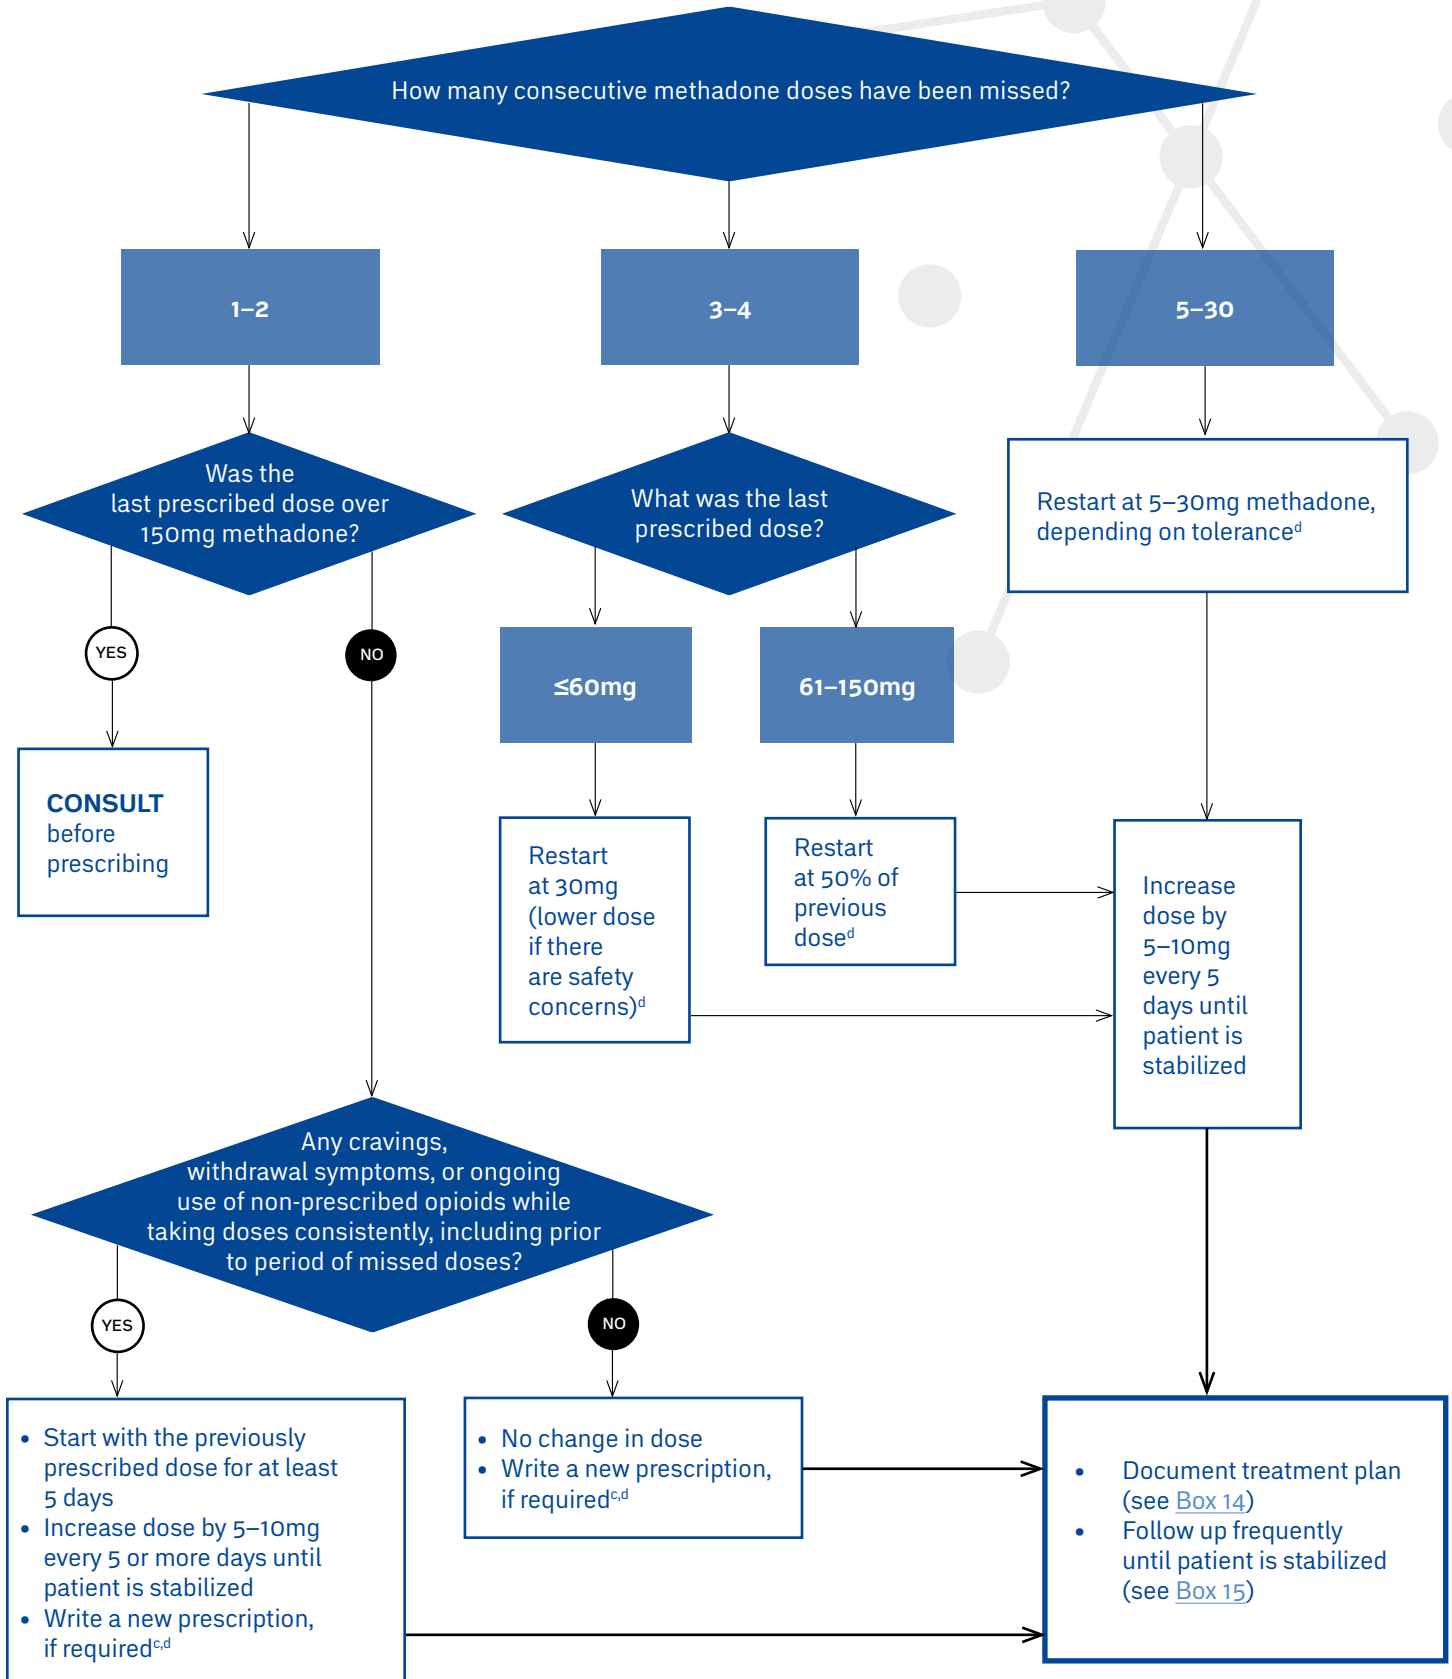 How many consecutive methadone doses have been missed?
1–2
3–4
5–30
Was the
last prescribed dose over
150mg methadone?
What was the last
prescribed dose?
Restart at 5–30mg methadone,
depending on toleranceᵈ
YES
NO
≤60mg
61–150mg
CONSULT
before
prescribing
Restart
at 30mg
(lower dose
if there
are safety
concerns)ᵈ
Restart
at 50% of
previous
doseᵈ
Increase
dose by
5–10mg
every 5
days until
patient is
stabilized
Any cravings,
withdrawal symptoms, or ongoing
use of non-prescribed opioids while
taking doses consistently, including prior
to period of missed doses?
YES
NO
• Start with the previously
prescribed dose for at least
5 days
• Increase dose by 5–10mg
every 5 or more days until
patient is stabilized
• Write a new prescription,
if requiredᶜ,ᵈ
• No change in dose
• Write a new prescription,
if requiredᶜ,ᵈ
• Document treatment plan
(see Box 14)
• Follow up frequently
until patient is stabilized
(see Box 15)